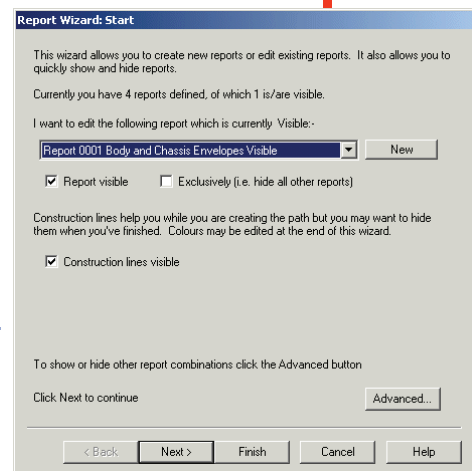 Report Wizard: Start
This wizard allows you to create new reports or edit existing reports. It also allows you to
quickly show and hide reports.
Currently you have 4 reports defined, of which 1 is/are visible.
I want to edit the following report which is currently Visible:-
Report 0001 Body and Chassis Envelopes Visible
New
Report visible
Exclusively (i.e. hide all other reports)
Construction lines help you while you are creating the path but you may want to hide
them when you've finished. Colours may be edited at the end of this wizard.
Construction lines visible
To show or hide other report combinations click the Advanced button
Click Next to continue
Advanced...
< Back
Next >
Finish
Cancel
Help